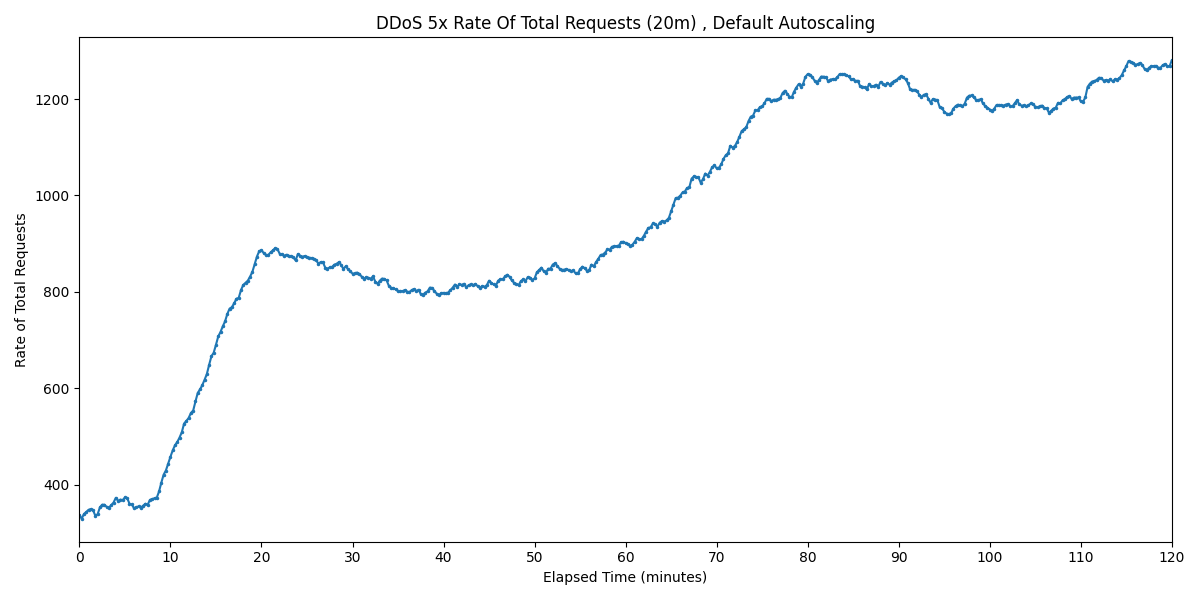 DDoS 5x Rate Of Total Requests (20m) , Default Autoscaling
1200
1000
800
600
400
Rate of Total Requests
0 10 20 30 40 50 60 70 80 90 100 110 120
Elapsed Time (minutes)